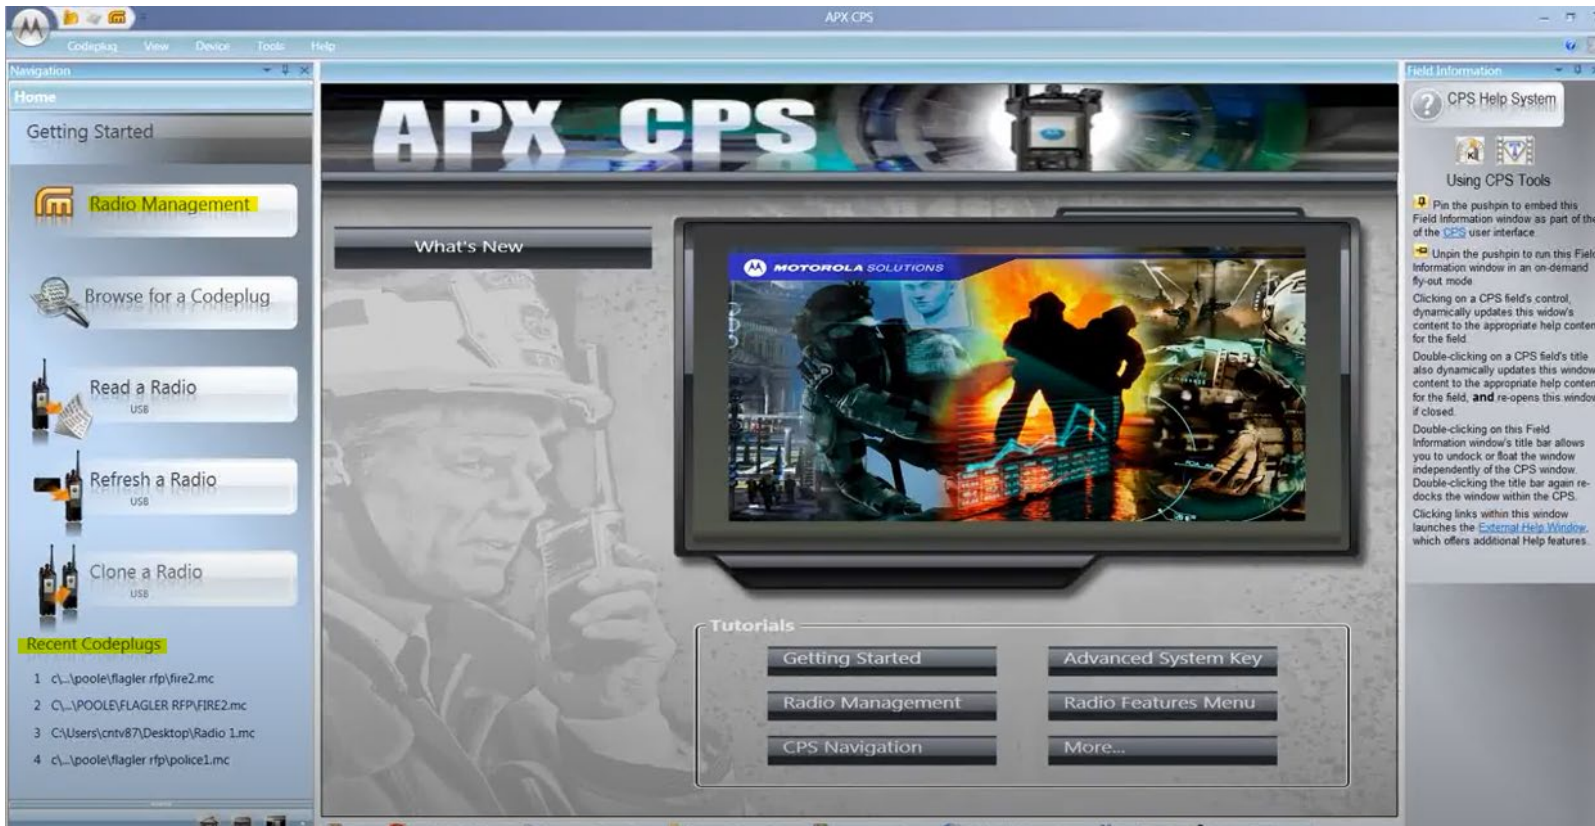 APX CPS
Codeplug View Device Tools Help
Navigation
Home
Getting Started
Radio Management
Browse for a Codeplug
Read a Radio
USB
Refresh a Radio
USB
Clone a Radio
USB
Recent Codeplugs
1 c\...\poole\flagler rfp\fire2.mc
2 C\...\POOLE\FLAGLER RFP\FIRE2.mc
3 C:\Users\cntv87\Desktop\Radio 1.mc
4 c\...\poole\flagler rfp\police1.mc
APX CPS
What's New
MOTOROLA SOLUTIONS
Tutorials
Getting Started
Advanced System Key
Radio Management
Radio Features Menu
CPS Navigation
More...
Field Information
CPS Help System
Using CPS Tools
Pin the pushpin to embed this
Field Information window as part of the
of the CPS user interface.
Unpin the pushpin to run this Field
Information window in an on-demand
fly-out mode
Clicking on a CPS field's control,
dynamically updates this widow's
content to the appropriate help conten
for the field.
Double-clicking on a CPS field's title
also dynamically updates this window
content to the appropriate help conten
for the field, and re-opens this window
if closed.
Double-clicking on this Field
Information window's title bar allows
you to undock or float the window
independently of the CPS window.
Double-clicking the title bar again re-
docks the window within the CPS.
Clicking links within this window
launches the External Help Window,
which offers additional Help features.